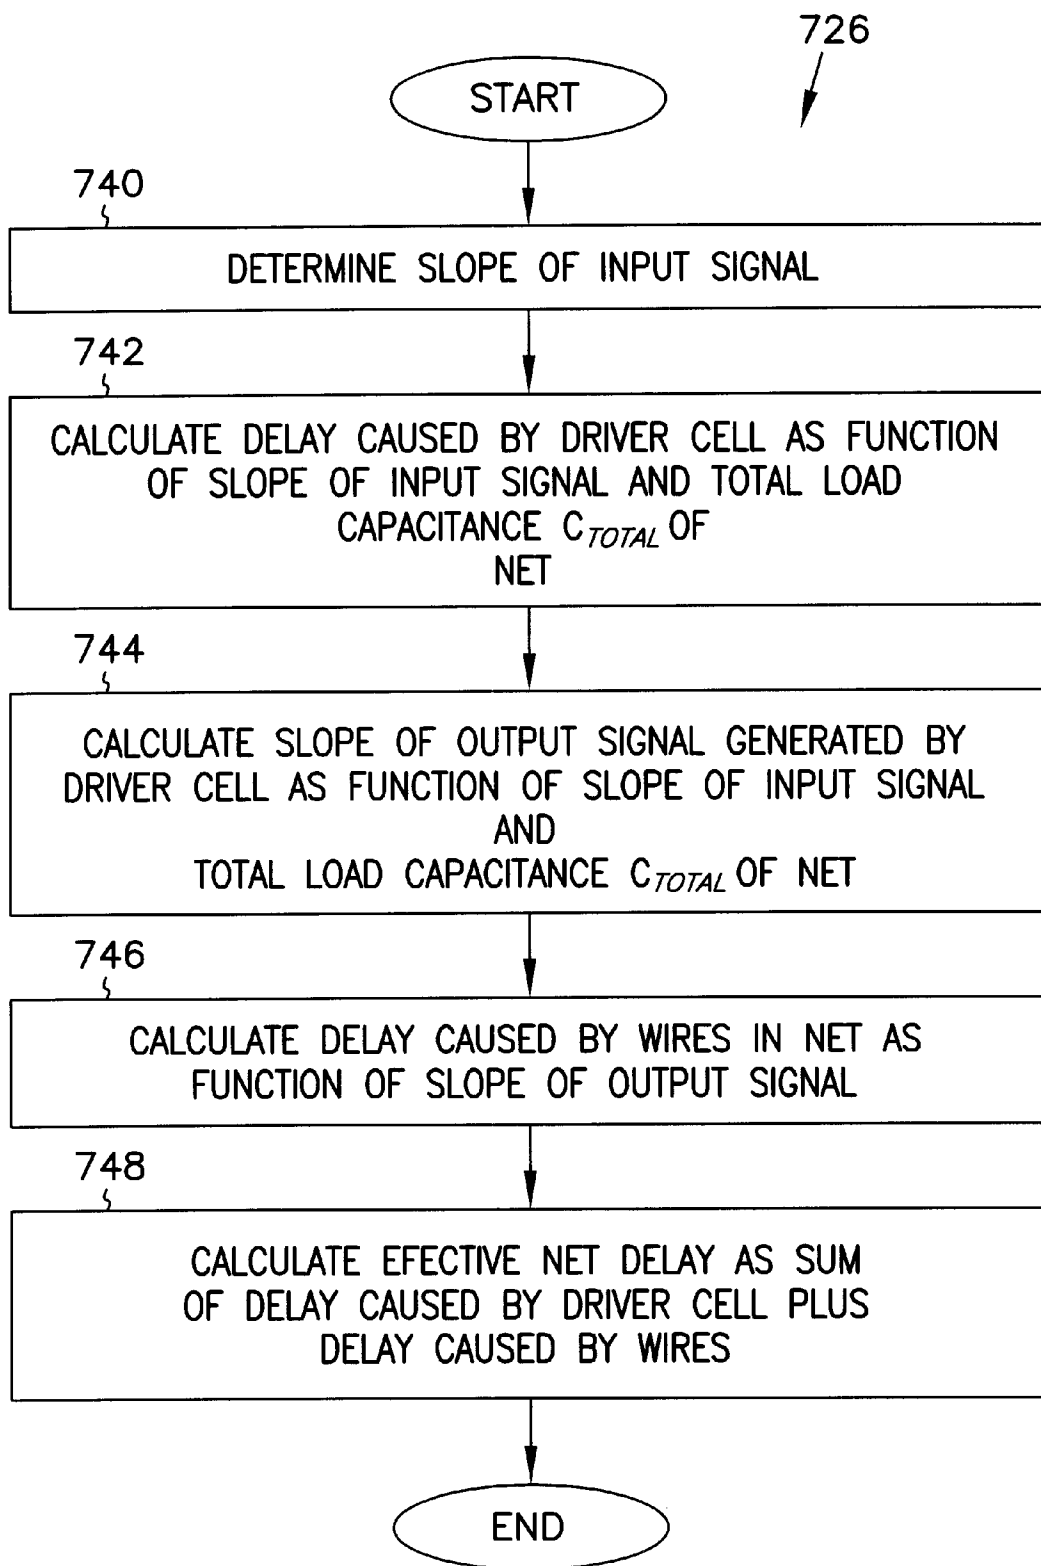 726
START
740
DETERMINE SLOPE OF INPUT SIGNAL
742
CALCULATE DELAY CAUSED BY DRIVER CELL AS FUNCTION
OF SLOPE OF INPUT SIGNAL AND TOTAL LOAD
CAPACITANCE CTOTAL OF
NET
744
CALCULATE SLOPE OF OUTPUT SIGNAL GENERATED BY
DRIVER CELL AS FUNCTION OF SLOPE OF INPUT SIGNAL
AND
TOTAL LOAD CAPACITANCE CTOTAL OF NET
746
CALCULATE DELAY CAUSED BY WIRES IN NET AS
FUNCTION OF SLOPE OF OUTPUT SIGNAL
748
CALCULATE EFECTIVE NET DELAY AS SUM
OF DELAY CAUSED BY DRIVER CELL PLUS
DELAY CAUSED BY WIRES
END